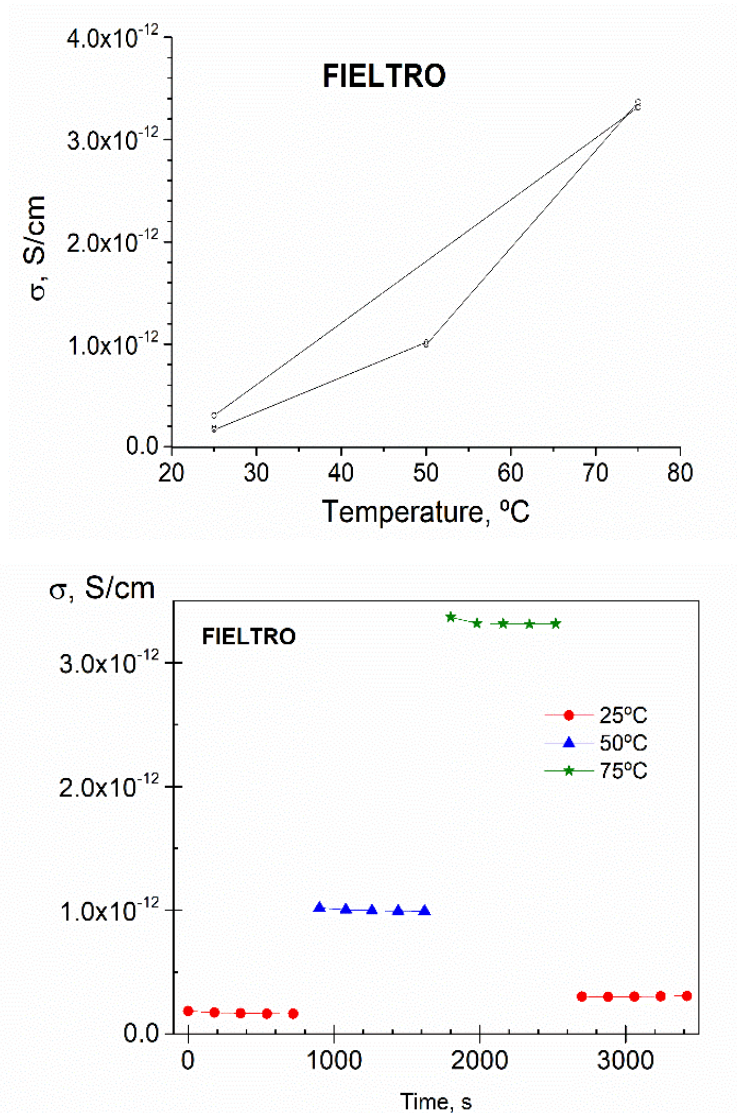 4.0x10⁻¹²
FIELTRO
3.0x10⁻¹²
2.0x10⁻¹²
1.0x10⁻¹²
0.0
σ, S/cm
20 30 40 50 60 70 80
Temperature, ºC
σ, S/cm
FIELTRO
3.0x10⁻¹²
2.0x10⁻¹²
1.0x10⁻¹²
0.0
25ºC
50ºC
75ºC
0 1000 2000 3000
Time, s